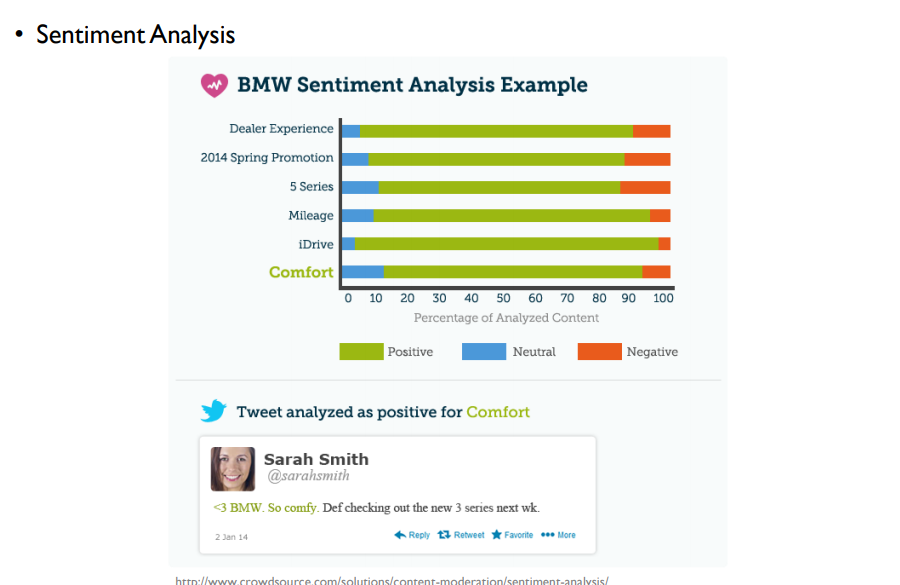 • Sentiment Analysis
BMW Sentiment Analysis Example
Dealer Experience
2014 Spring Promotion
5 Series
Mileage
iDrive
Comfort
0 10 20 30 40 50 60 70 80 90 100
Percentage of Analyzed Content
Positive Neutral Negative
Tweet analyzed as positive for Comfort
Sarah Smith
@sarahsmith
<3 BMW. So comfy. Def checking out the new 3 series next wk.
2 Jan 14 Reply Retweet Favorite More
http://www.crowdsource.com/solutions/content-moderation/sentiment-analysis/